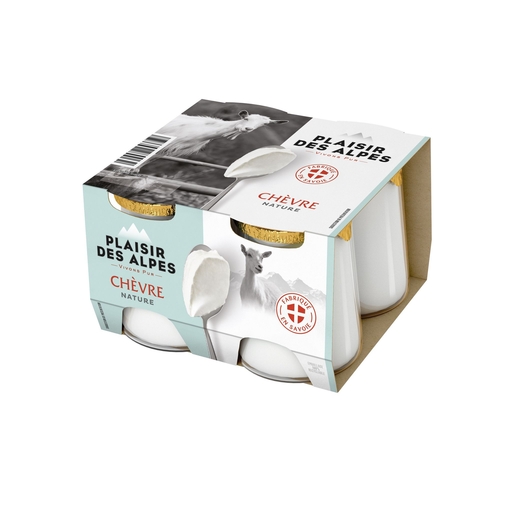 PLAISIR
DES ALPES
VIVONS PUR
CHÈVRE
NATURE
FABRIQUÉ
EN SAVOIE
PLAISIR
DES ALPES
VIVONS PUR
CHÈVRE
NATURE
FABRIQUÉ
EN SAVOIE